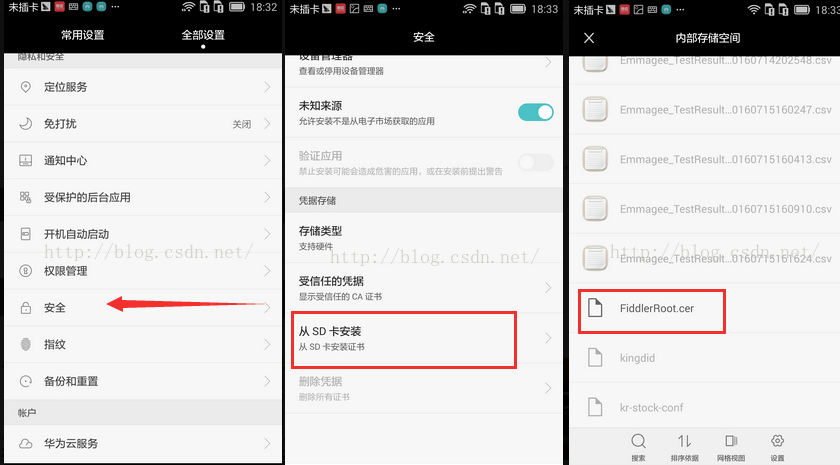 未插卡
18:32
常用设置
全部设置
隐私和安全
定位服务
免打扰
关闭
通知中心
受保护的后台应用
开机自动启动
http://blog.csdn.net/
权限管理
安全
指纹
备份和重置
帐户
华为云服务
未插卡
18:33
安全
设备管理器
查看或停用设备管理器
未知来源
允许安装不是从电子市场获取的应用
验证应用
禁止安装可能会造成危害的应用，或在安装前提出警告
凭据存储
存储类型
支持硬件
http://blog.csdn.net/
受信任的凭据
显示受信任的 CA 证书
从 SD 卡安装
从 SD 卡安装证书
删除凭据
删除所有证书
未插卡
18:33
内部存储空间
Emmagee_TestResult...0160714202548.csv
Emmagee_TestResult...0160715160247.csv
Emmagee_TestResult...0160715160413.csv
Emmagee_TestResult...0160715160910.csv
http://blog.csdn.net/
Emmagee_TestResult...0160715161624.csv
FiddlerRoot.cer
kingdid
kr-stock-conf
搜索
排序依据
网格视图
设置